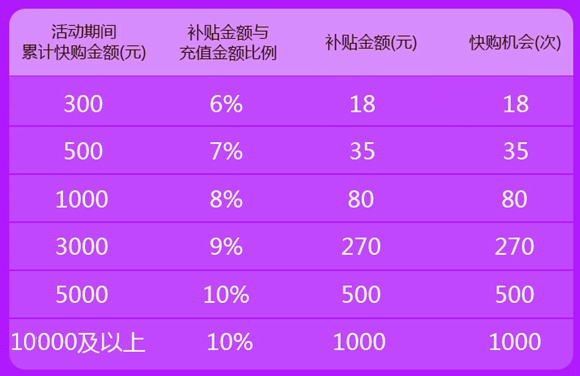 活动期间
累计快购金额(元)
补贴金额与
充值金额比例
补贴金额(元)
快购机会(次)
300 6% 18 18
500 7% 35 35
1000 8% 80 80
3000 9% 270 270
5000 10% 500 500
10000及以上 10% 1000 1000